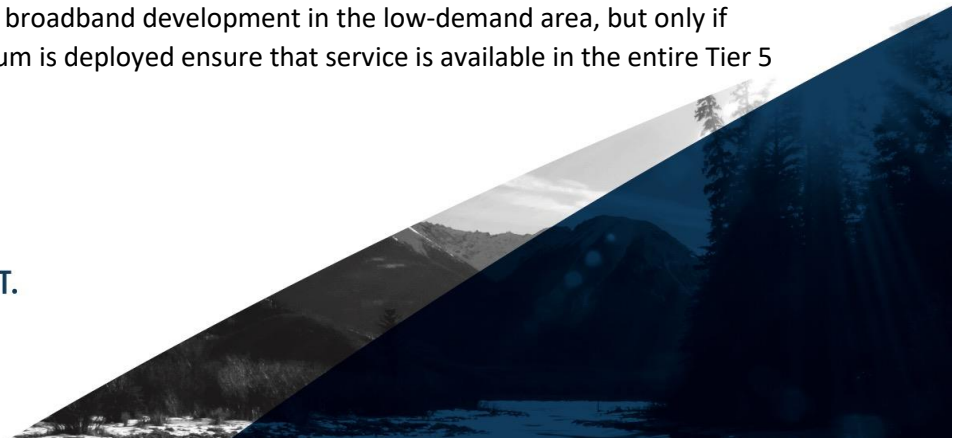 broadband development in the low-demand area, but only if
um is deployed ensure that service is available in the entire Tier 5
T.